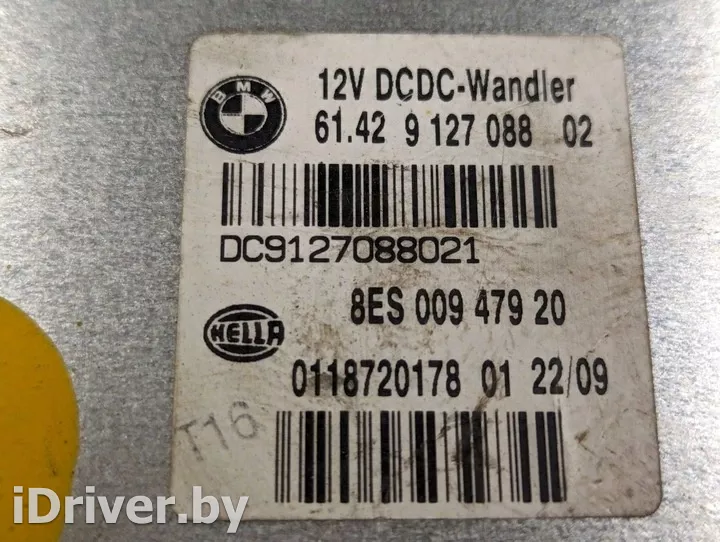 BMW
12V DCDC-Wandler
61.42 9 127 088 02
DC9127088021
8ES 009 479 20
HELLA
0118720178 01 22/09
T16
iDriver.by